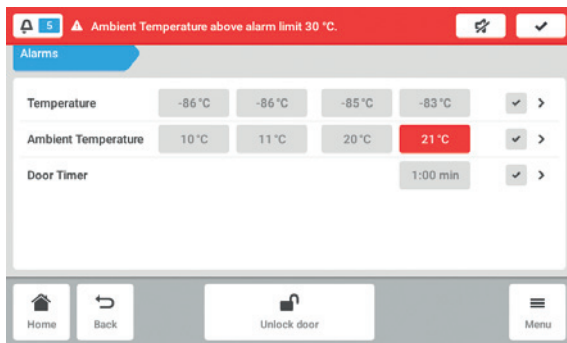 5 Ambient Temperature above alarm limit 30 °C.
Alarms
Temperature -86 °C -86 °C -85 °C -83 °C
Ambient Temperature 10 °C 11 °C 20 °C 21 °C
Door Timer 1:00 min
Home Back Unlock door Menu